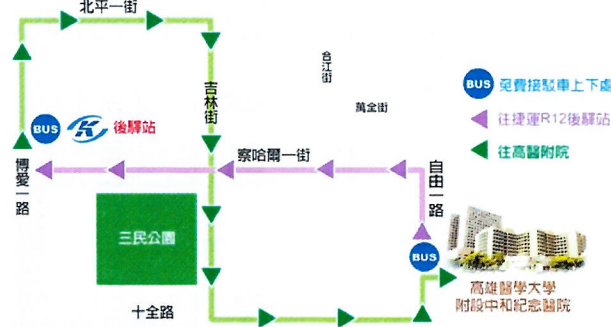 北平一街
合江街
吉林街
萬全街
BUS 免費接駁車上下處
往捷運R12後驛站
往高醫附院
BUS K 後驛站
察哈爾一街
博愛一路
自由一路
三民公園
BUS
高雄醫學大學
附設中和紀念醫院
十全路